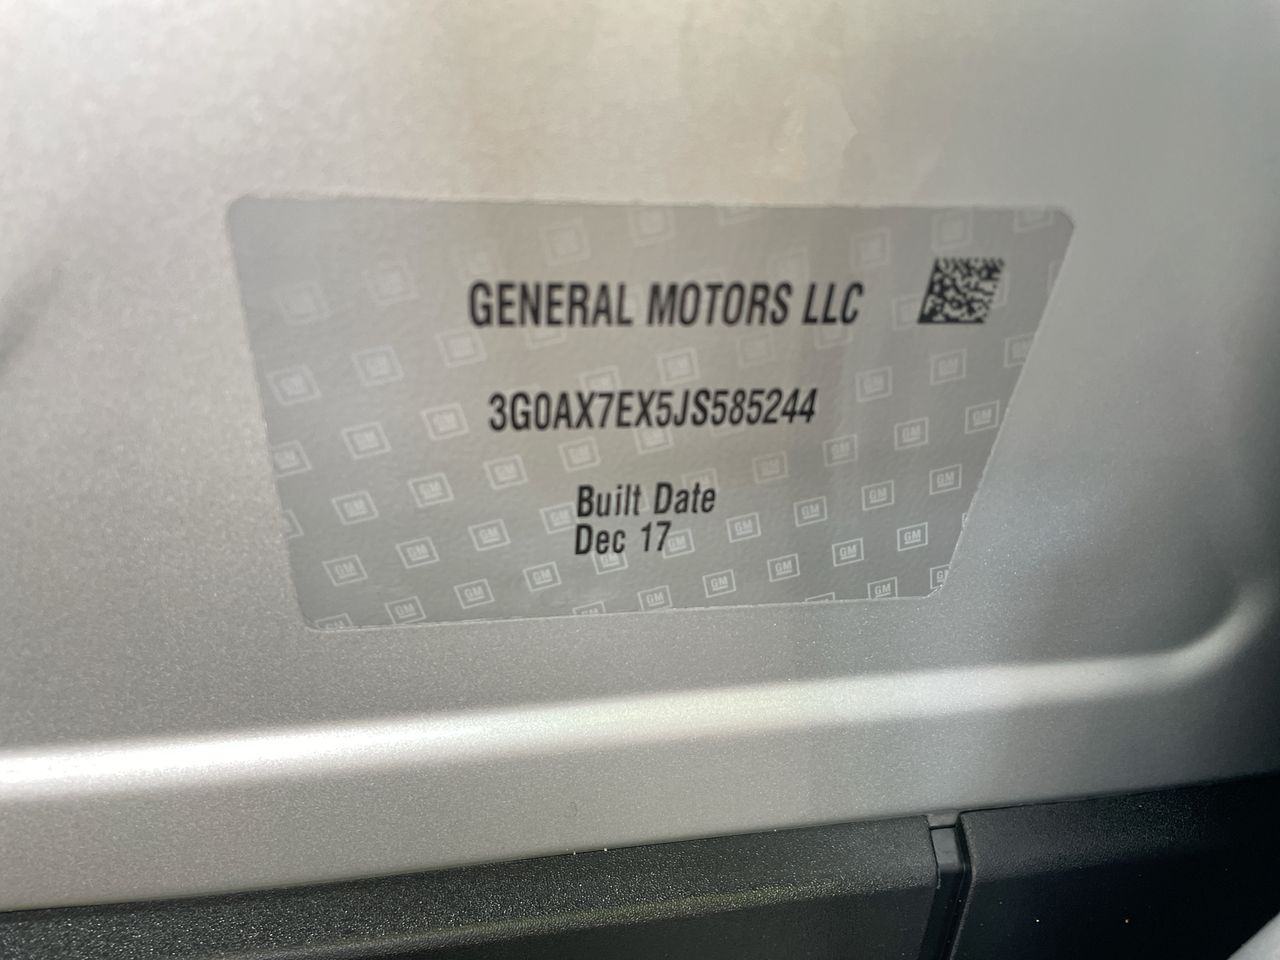 GENERAL MOTORS LLC
3G0AX7EX5JS585244
Built Date
Dec 17